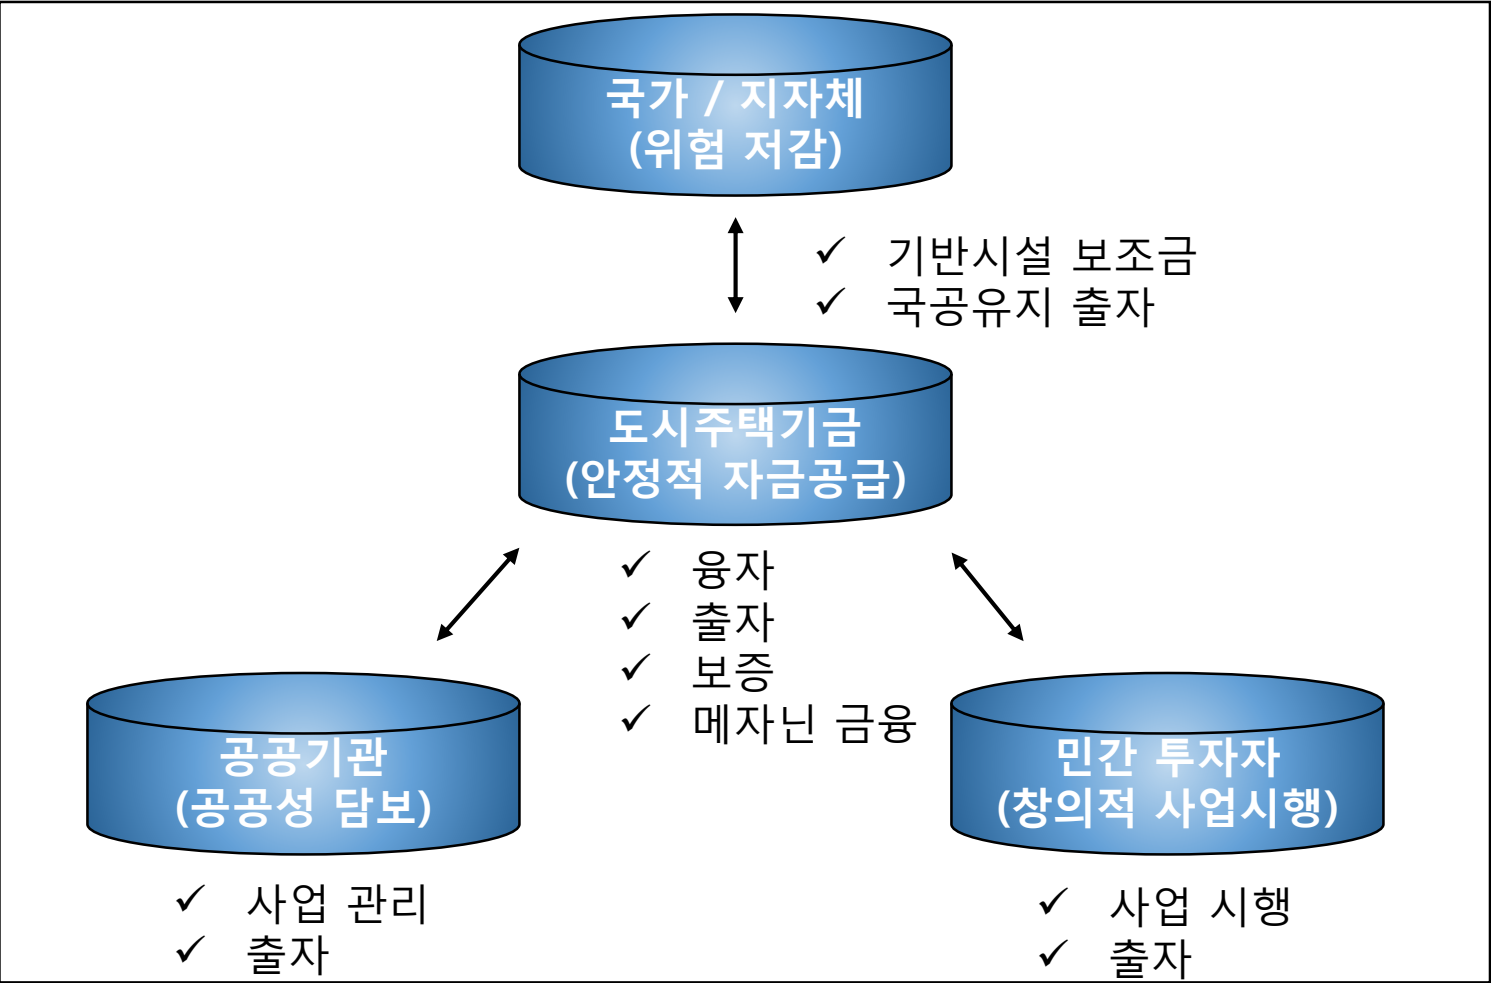 국가 / 지자체
(위험 저감)
✓ 기반시설 보조금
✓ 국공유지 출자
도시주택기금
(안정적 자금공급)
✓ 융자
✓ 출자
✓ 보증
✓ 메자닌 금융
공공기관
(공공성 담보)
✓ 사업 관리
✓ 출자
민간 투자자
(창의적 사업시행)
✓ 사업 시행
✓ 출자